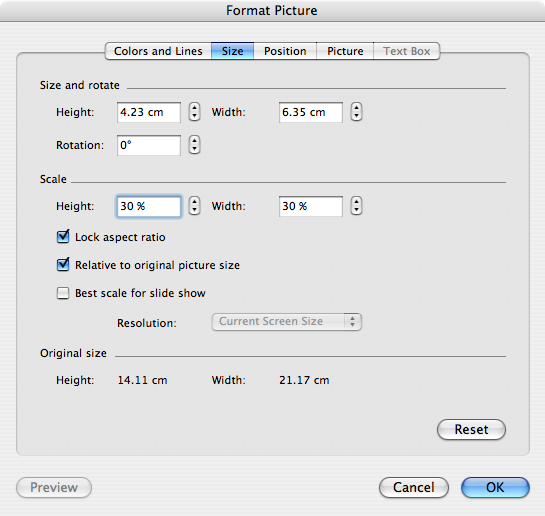 Format Picture
Colors and Lines Size Position Picture Text Box
Size and rotate
Height: 4.23 cm Width: 6.35 cm
Rotation: 0°
Scale
Height: 30 % Width: 30 %
Lock aspect ratio
Relative to original picture size
Best scale for slide show
Resolution: Current Screen Size
Original size
Height: 14.11 cm Width: 21.17 cm
Reset
Preview Cancel OK